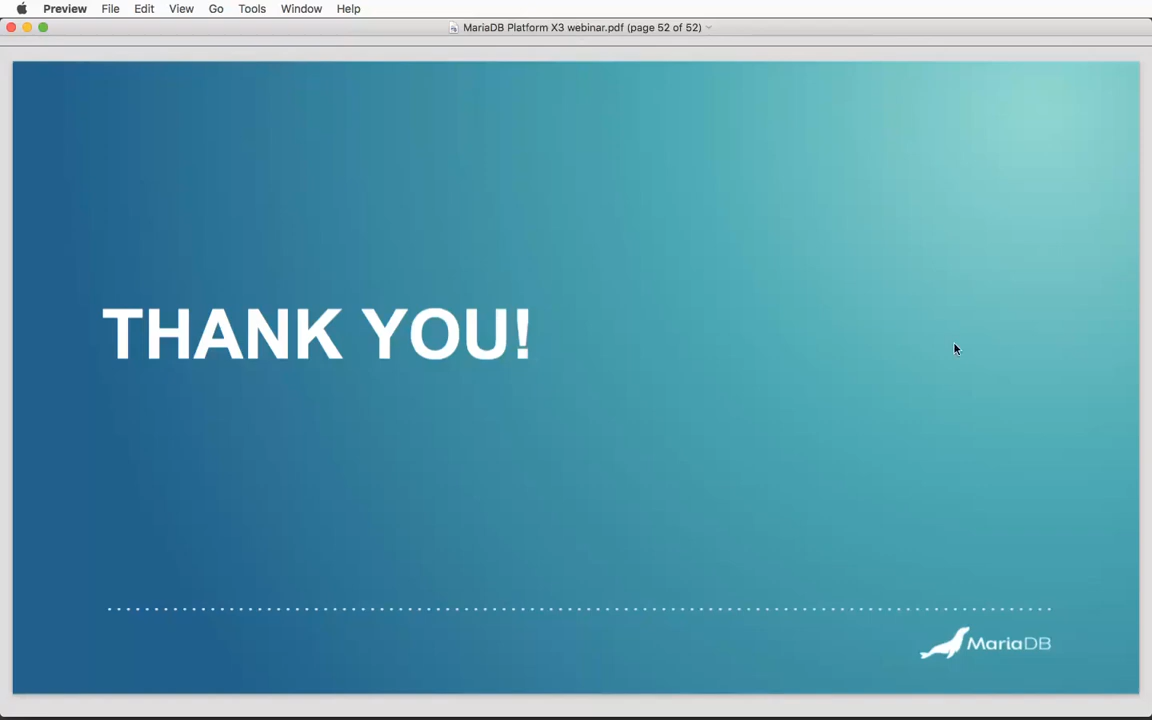 Preview File Edit View Go Tools Window Help
MariaDB Platform X3 webinar.pdf (page 52 of 52)
THANK YOU!
MariaDB